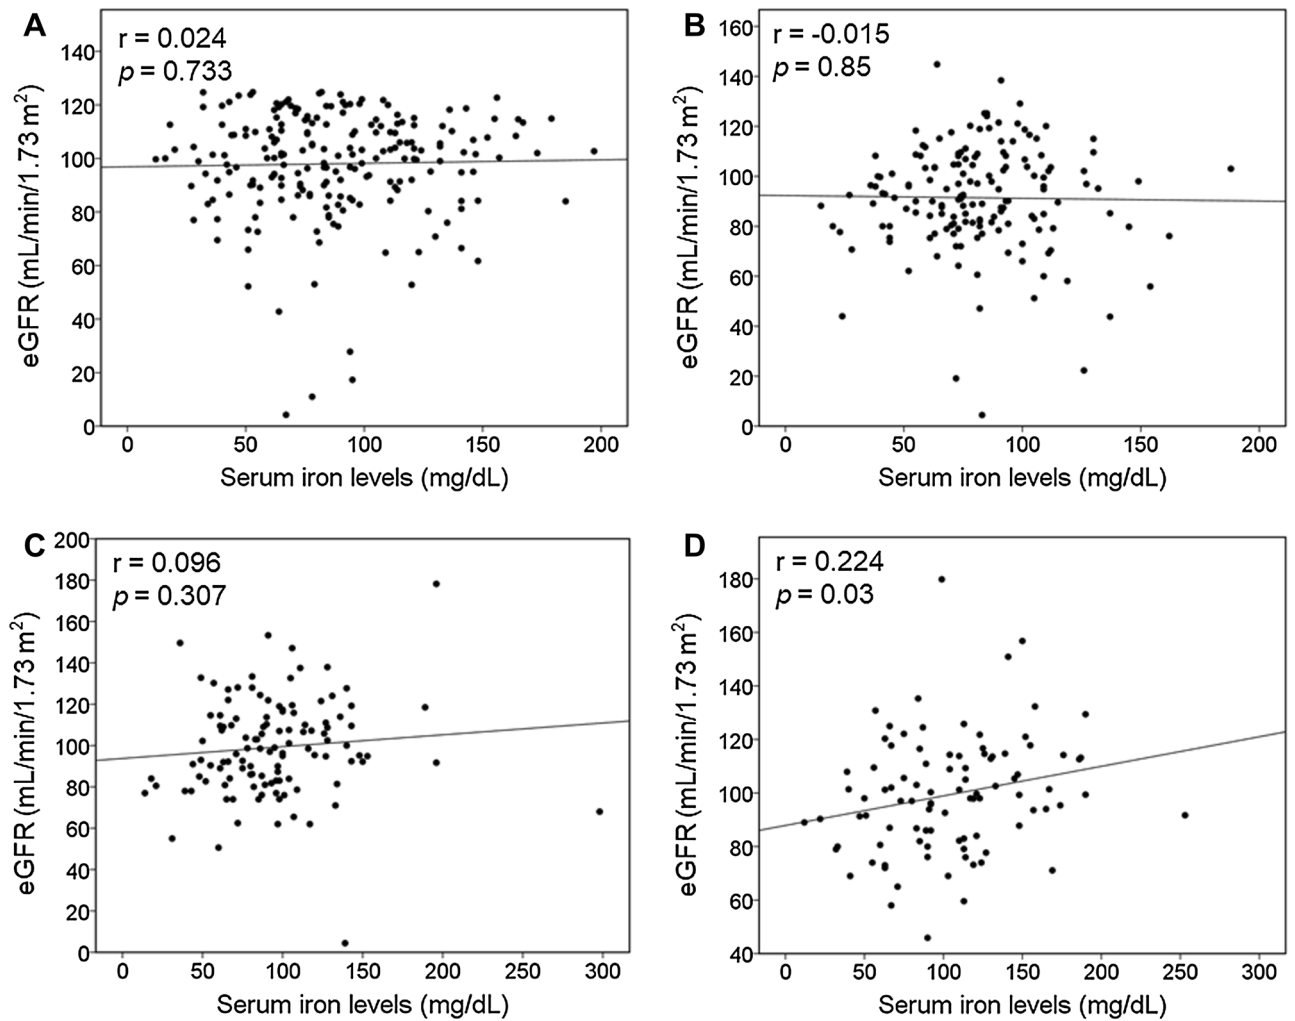 A
r = 0.024
p = 0.733
140
120
100
80
60
40
20
0
0 50 100 150 200
eGFR (mL/min/1.73 m²)
Serum iron levels (mg/dL)
B
r = -0.015
p = 0.85
160
140
120
100
80
60
40
20
0
0 50 100 150 200
eGFR (mL/min/1.73 m²)
Serum iron levels (mg/dL)
C
r = 0.096
p = 0.307
200
180
160
140
120
100
80
60
40
20
0
0 50 100 150 200 250 300
eGFR (mL/min/1.73 m²)
Serum iron levels (mg/dL)
D
r = 0.224
p = 0.03
180
160
140
120
100
80
60
40
0 50 100 150 200 250 300
eGFR (mL/min/1.73 m²)
Serum iron levels (mg/dL)